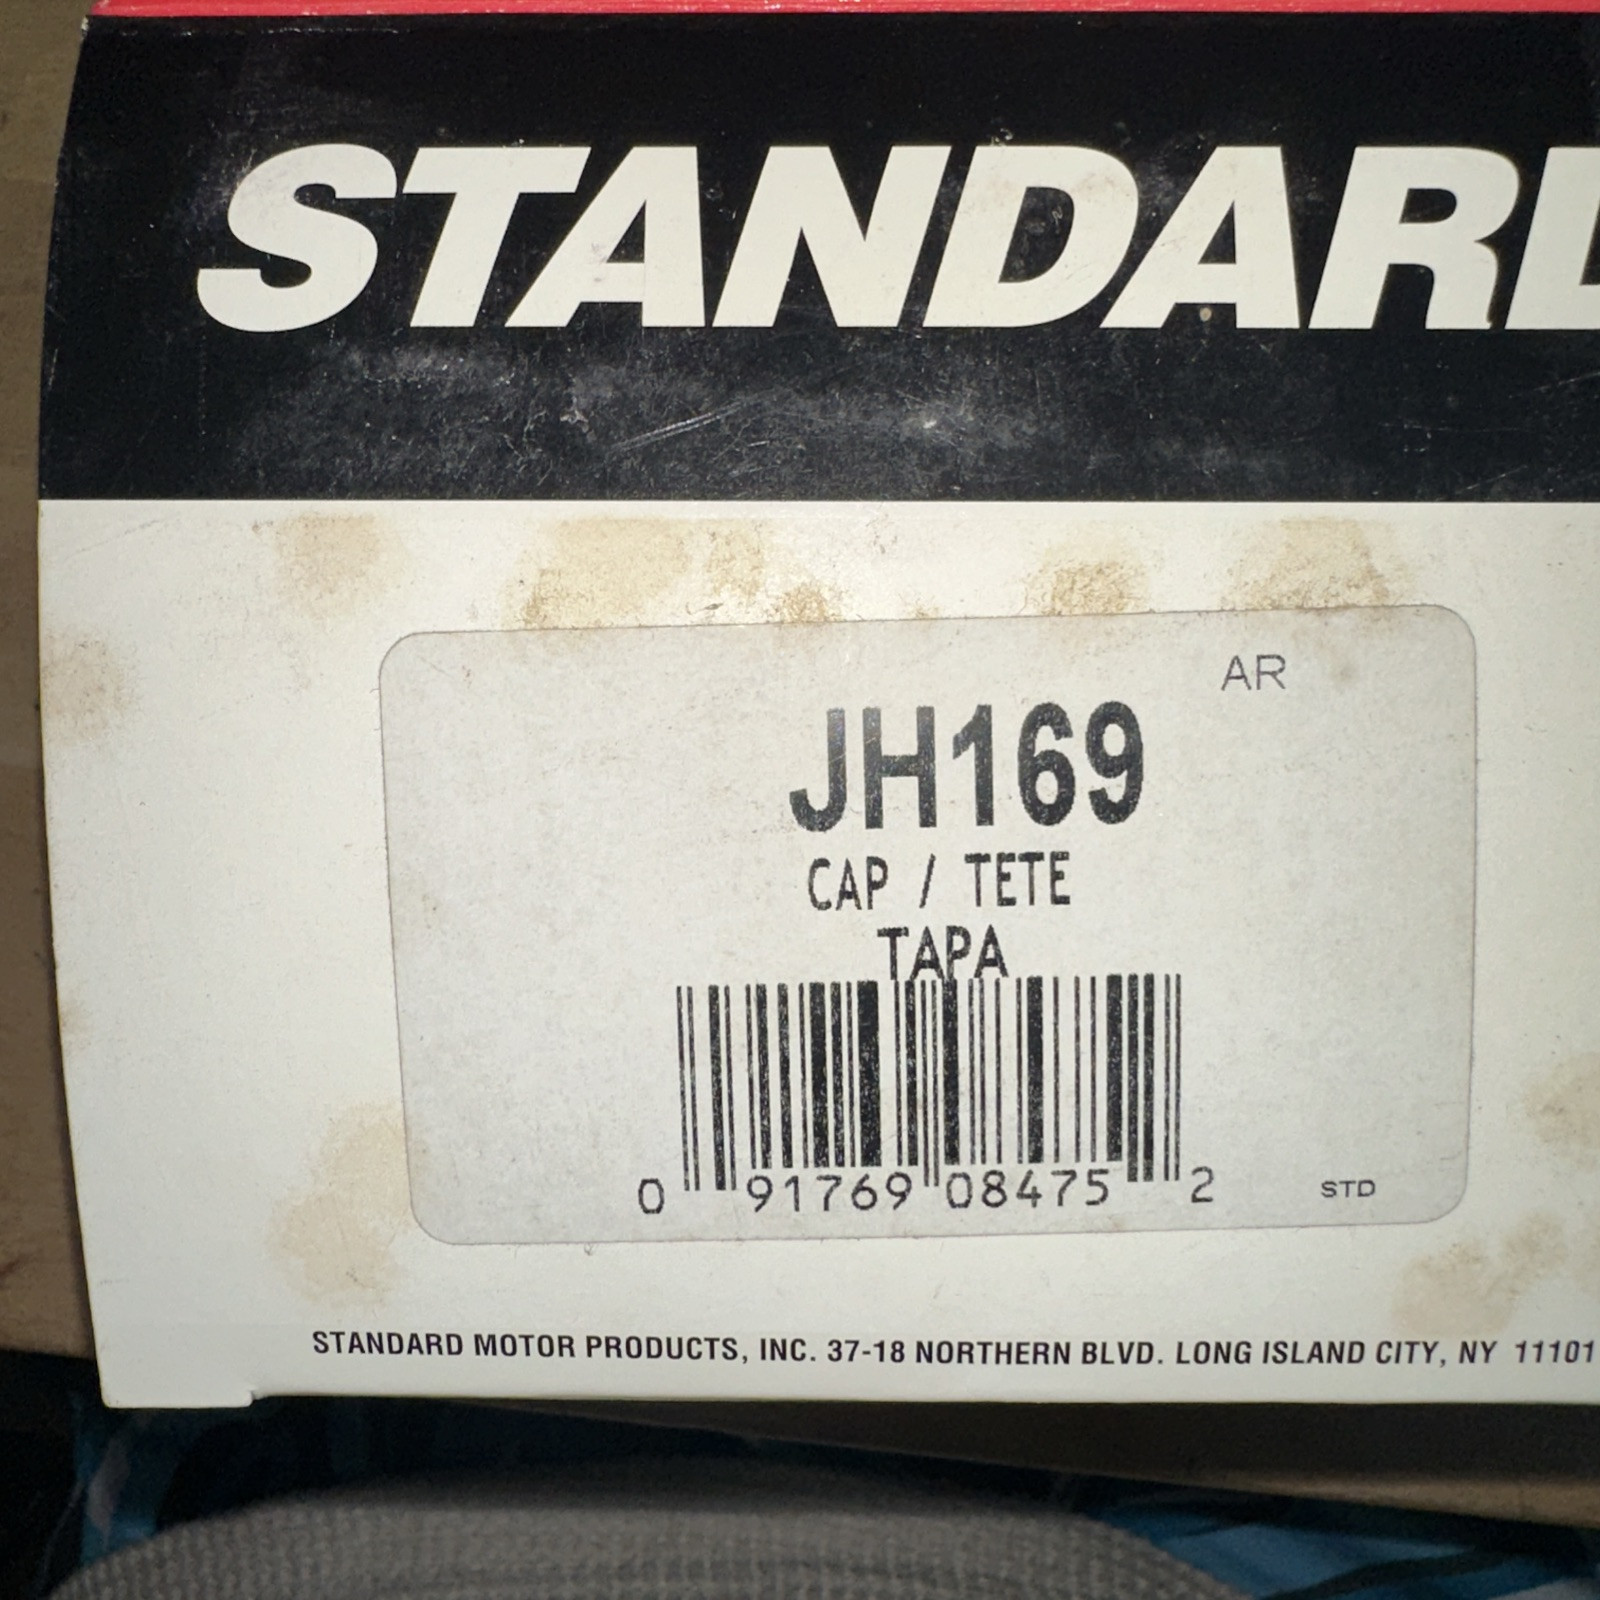 STANDARD
AR
JH169
CAP / TETE
TAPA
0 91769 08475 2
STD
STANDARD MOTOR PRODUCTS, INC. 37-18 NORTHERN BLVD. LONG ISLAND CITY, NY 11101